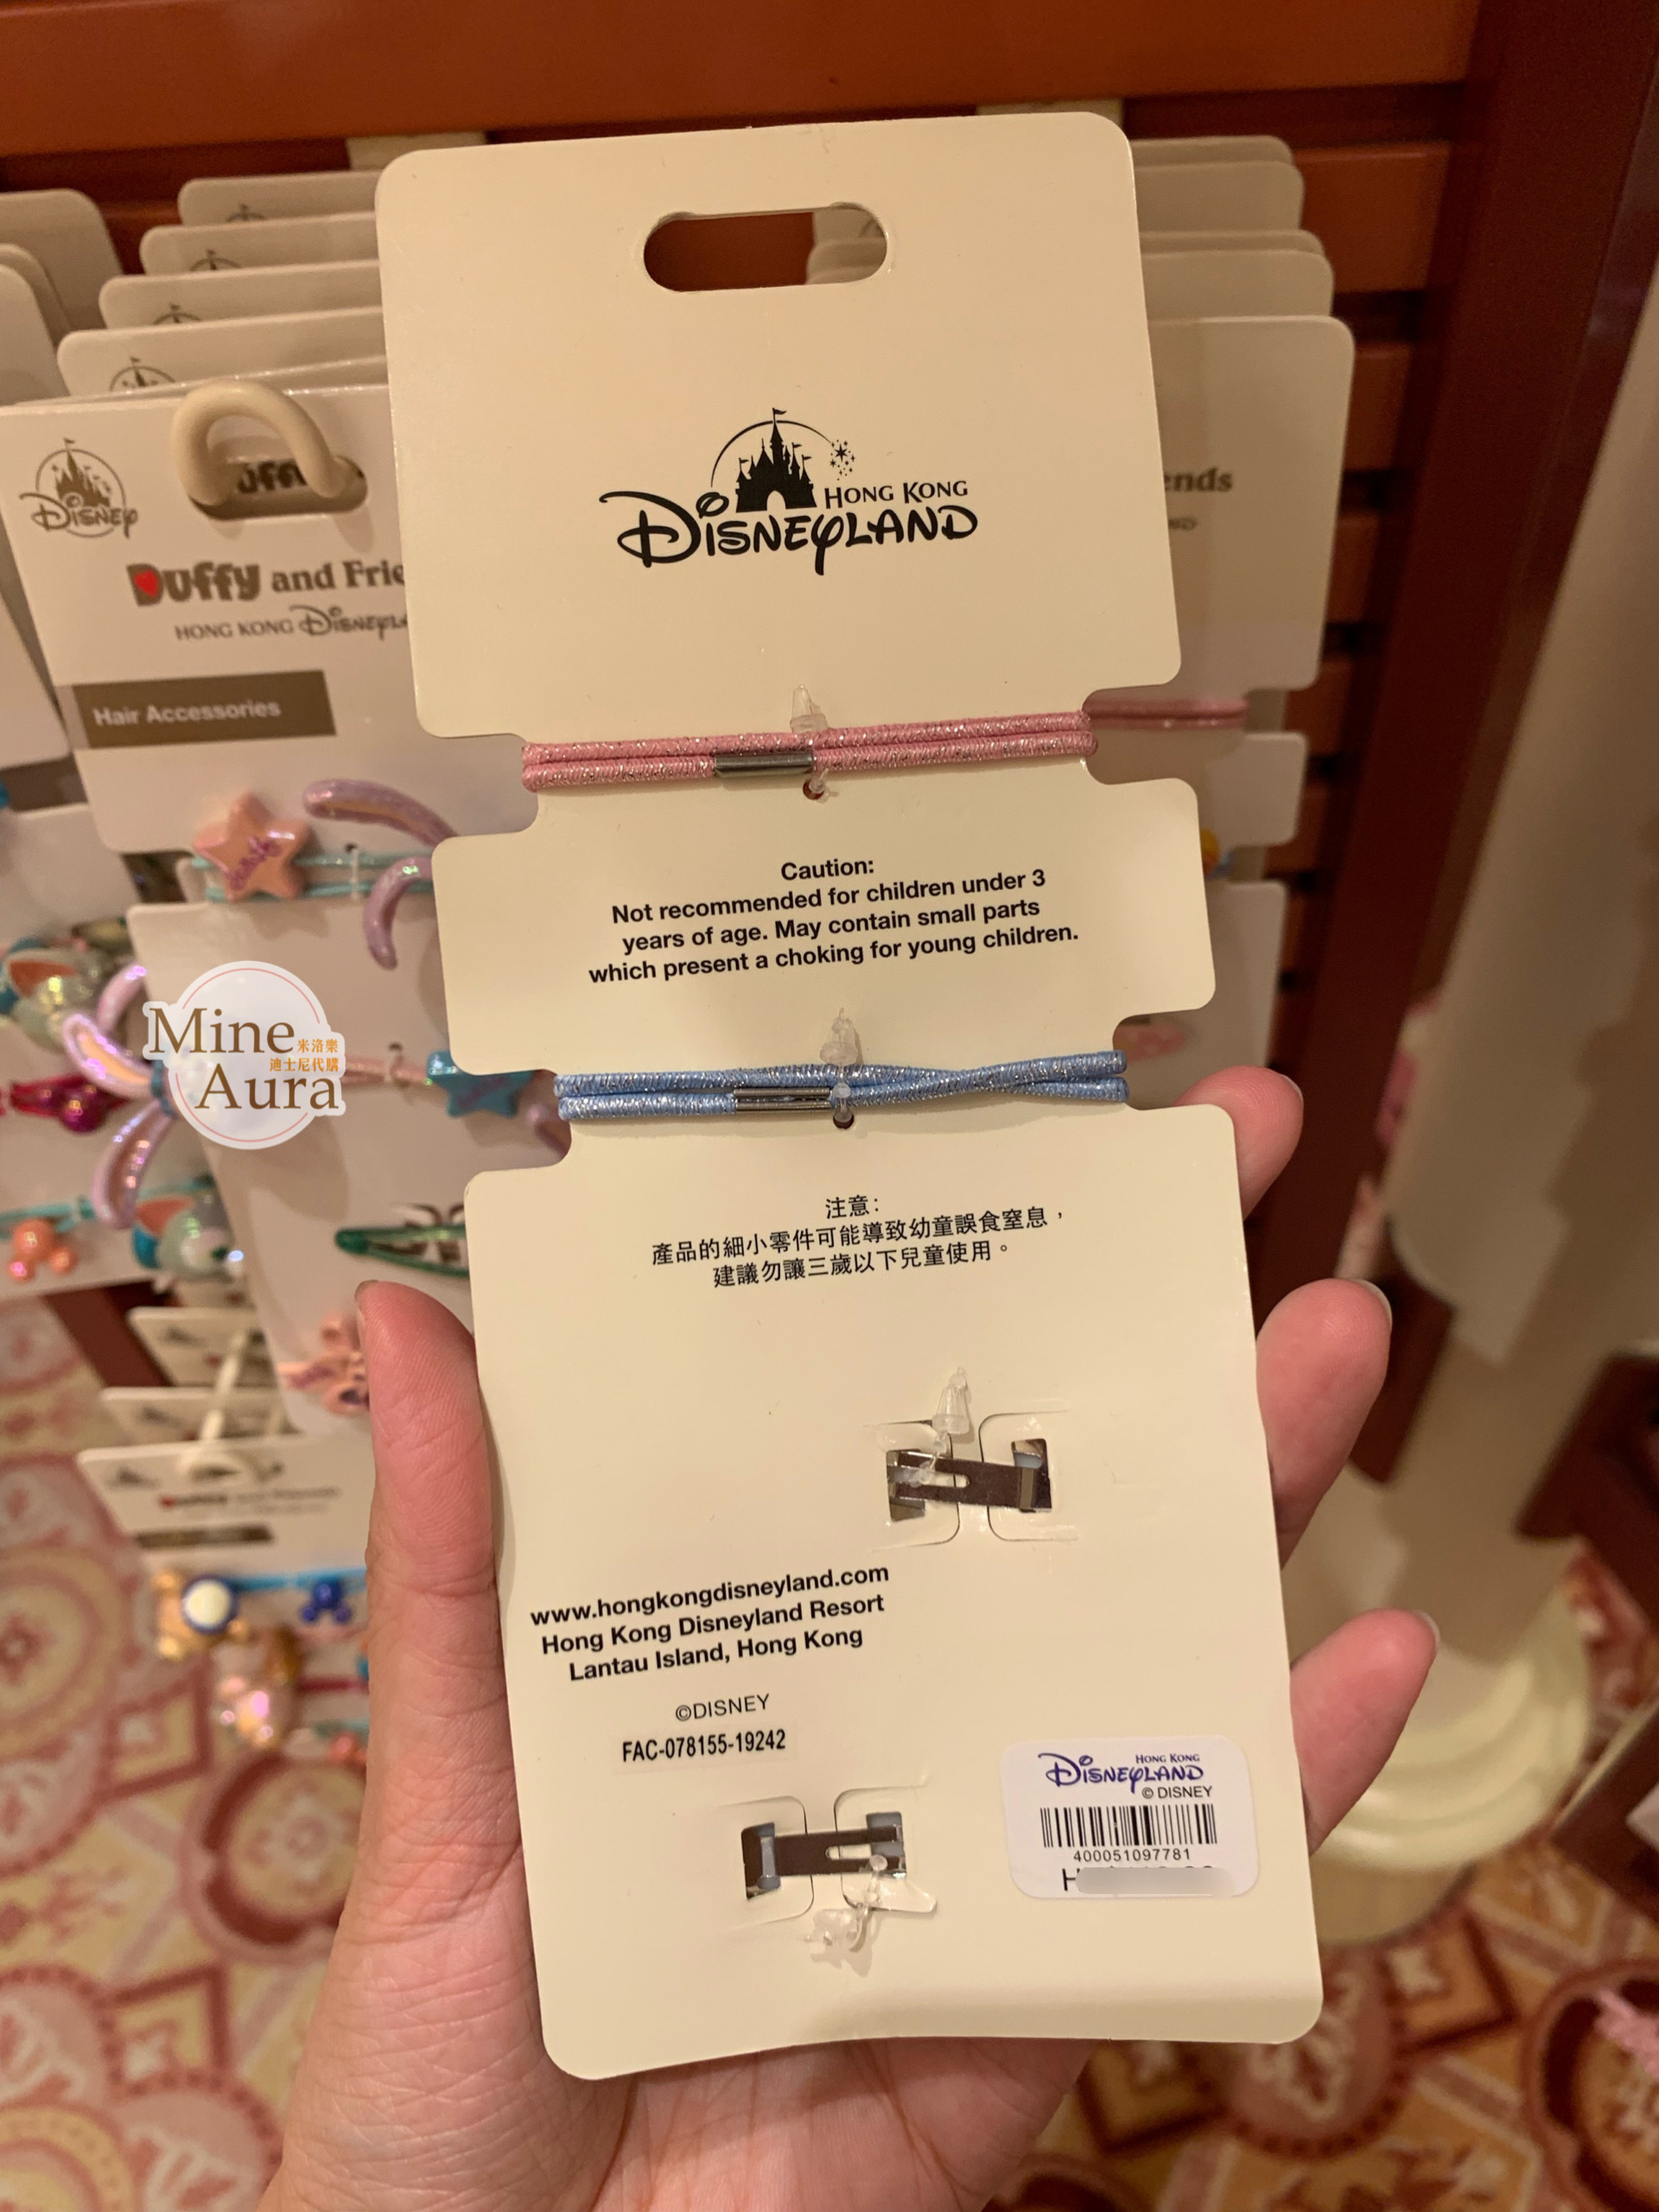 HONG KONG
DISNEYLAND
Caution:
Not recommended for children under 3
years of age. May contain small parts
which present a choking for young children.
注意：
產品的細小零件可能導致幼童誤食窒息，
建議勿讓三歲以下兒童使用。
www.hongkongdisneyland.com
Hong Kong Disneyland Resort
Lantau Island, Hong Kong
©DISNEY
FAC-078155-19242
HONG KONG
DISNEYLAND
© DISNEY
400051097781
DISNEY
Duffy and
HONG KONG
Hair Accessories
Mine
米洛樂
迪士尼代購
Aura